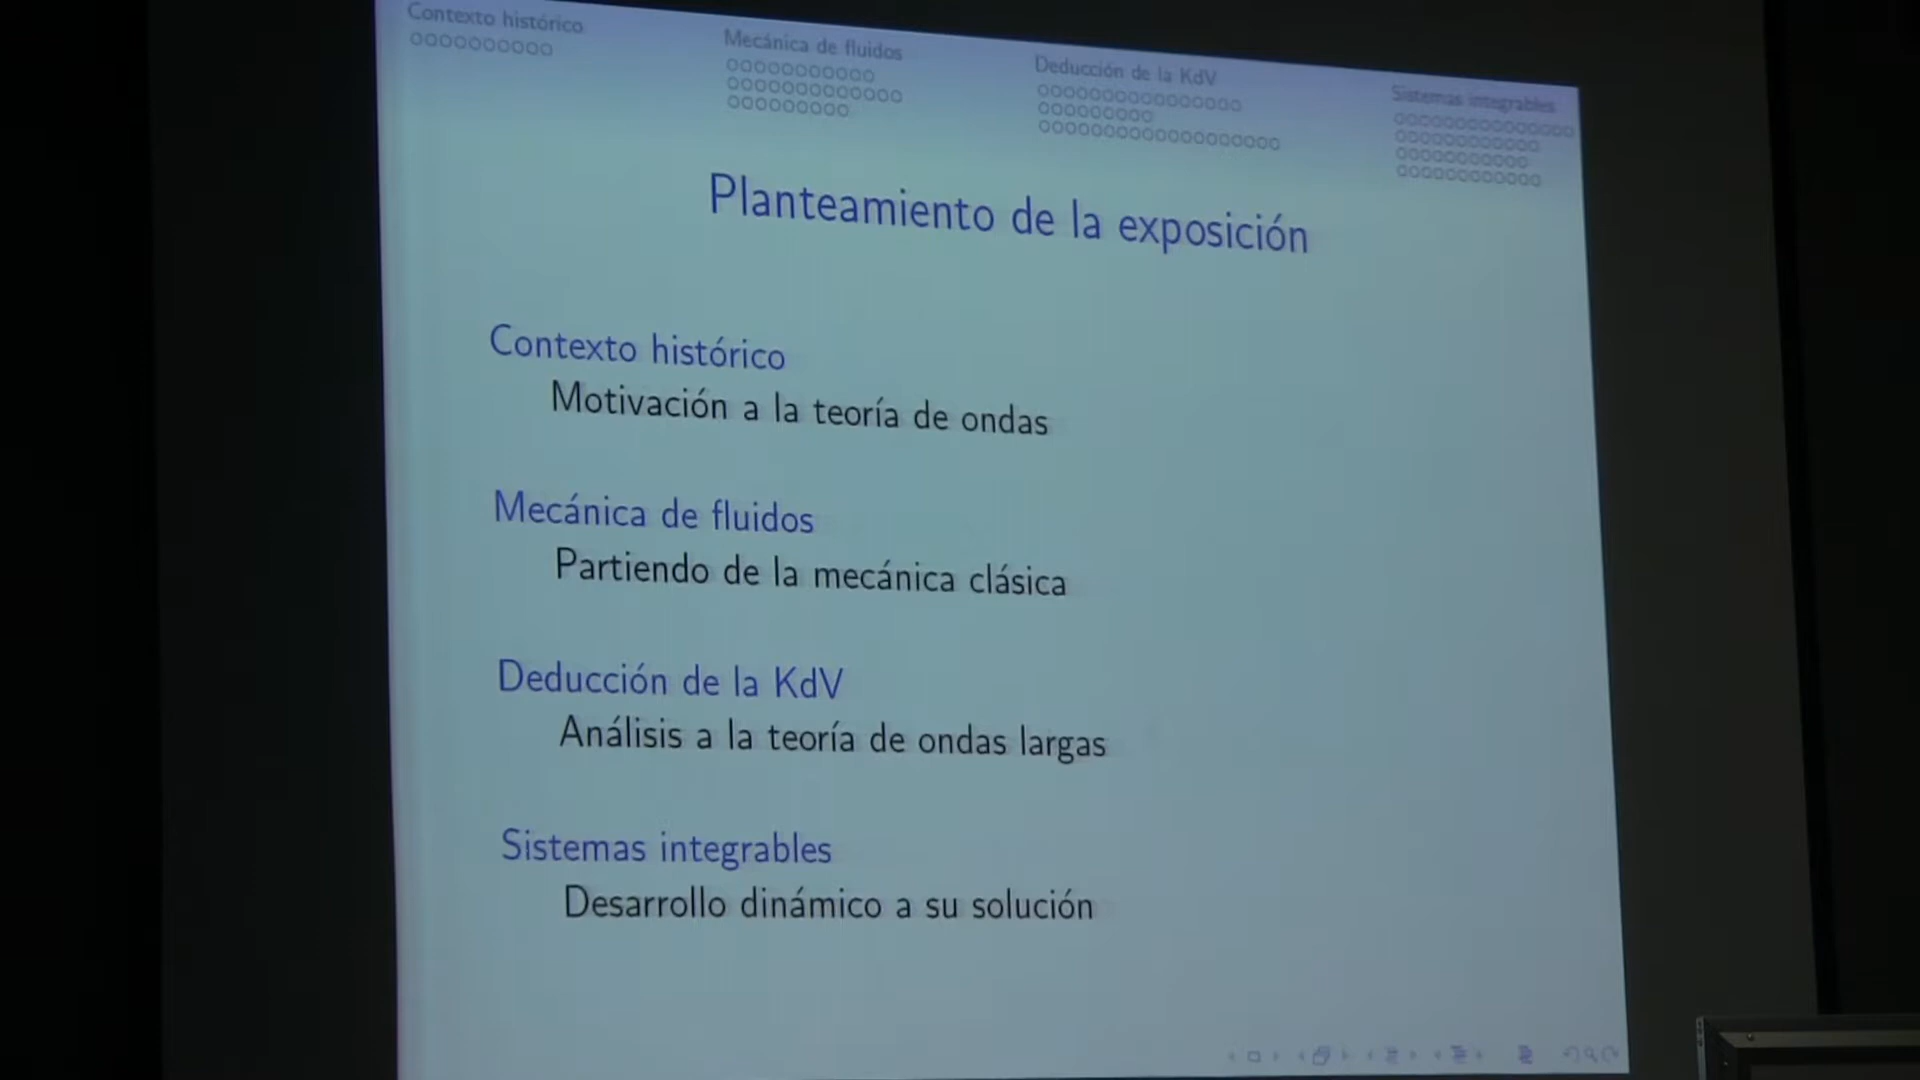 Contexto histórico
Mecánica de fluidos
Deducción de la KdV
Sistemas integrables
Planteamiento de la exposición
Contexto histórico
Motivación a la teoría de ondas
Mecánica de fluidos
Partiendo de la mecánica clásica
Deducción de la KdV
Análisis a la teoría de ondas largas
Sistemas integrables
Desarrollo dinámico a su solución